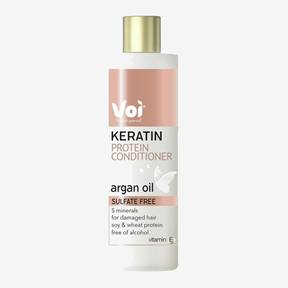 Voi
KERATIN
PROTEIN
CONDITIONER
argan oil
SULFATE FREE
5 minerals
for damaged hair
soy & wheat protein
free of alcohol
vitamin E